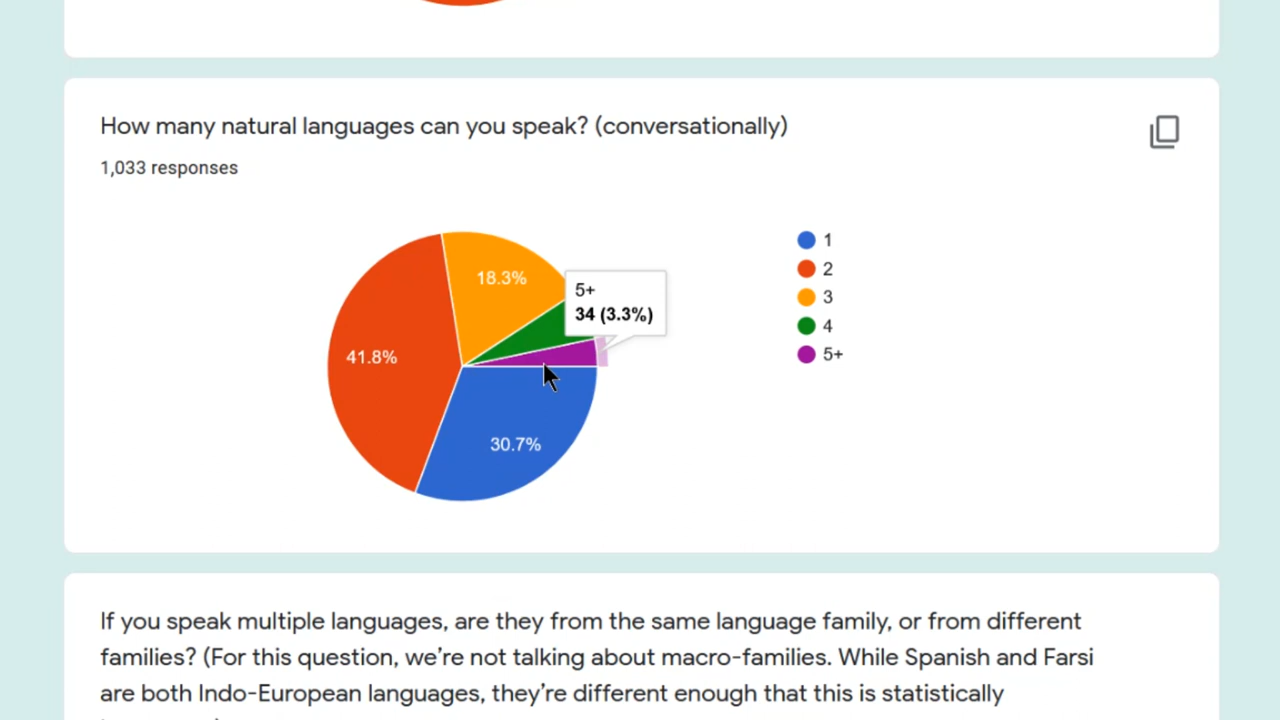 How many natural languages can you speak? (conversationally)
1,033 responses
18.3%
41.8%
30.7%
5+
34 (3.3%)
1
2
3
4
5+
If you speak multiple languages, are they from the same language family, or from different
families? (For this question, we’re not talking about macro-families. While Spanish and Farsi
are both Indo-European languages, they’re different enough that this is statistically